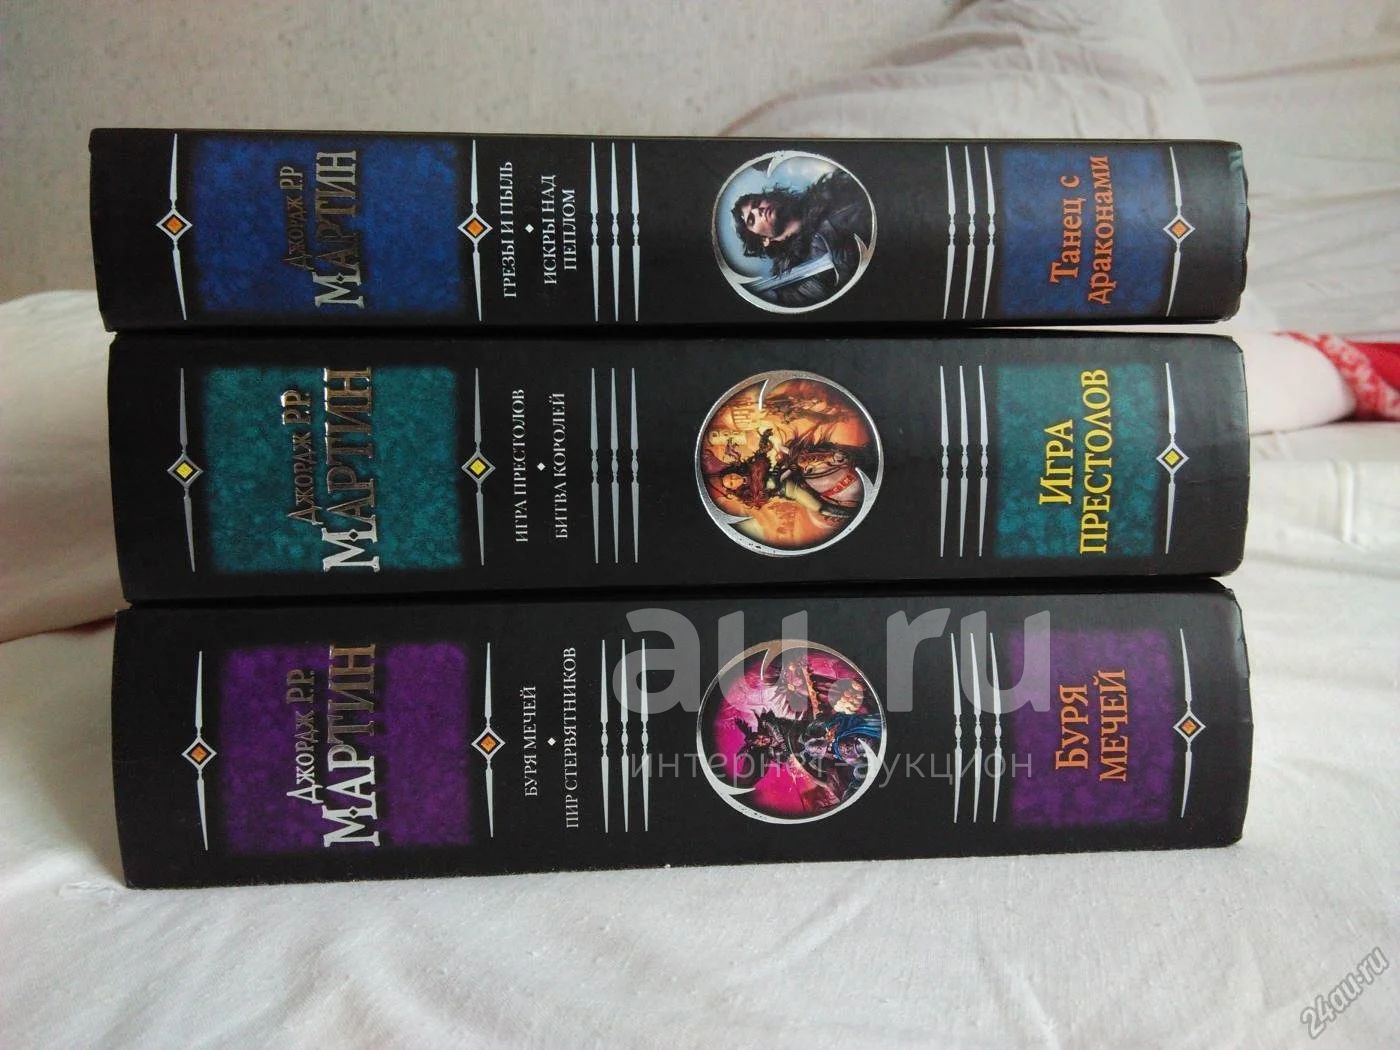 ДЖОРДЖ Р.Р
МАРТИН
ГРЕЗЫ И ПЫЛЬ
ИСКРЫ НАД
ПЕПЛОМ
Танец с
драконами
ДЖОРДЖ Р.Р.
МАРТИН
ИГРА ПРЕСТОЛОВ
БИТВА КОРОЛЕЙ
ИГРА
ПРЕСТОЛОВ
ДЖОРДЖ Р.Р.
МАРТИН
БУРЯ МЕЧЕЙ
ПИР СТЕРВЯТНИКОВ
БУРЯ
МЕЧЕЙ
au.ru
интернет аукцион
24au.ru